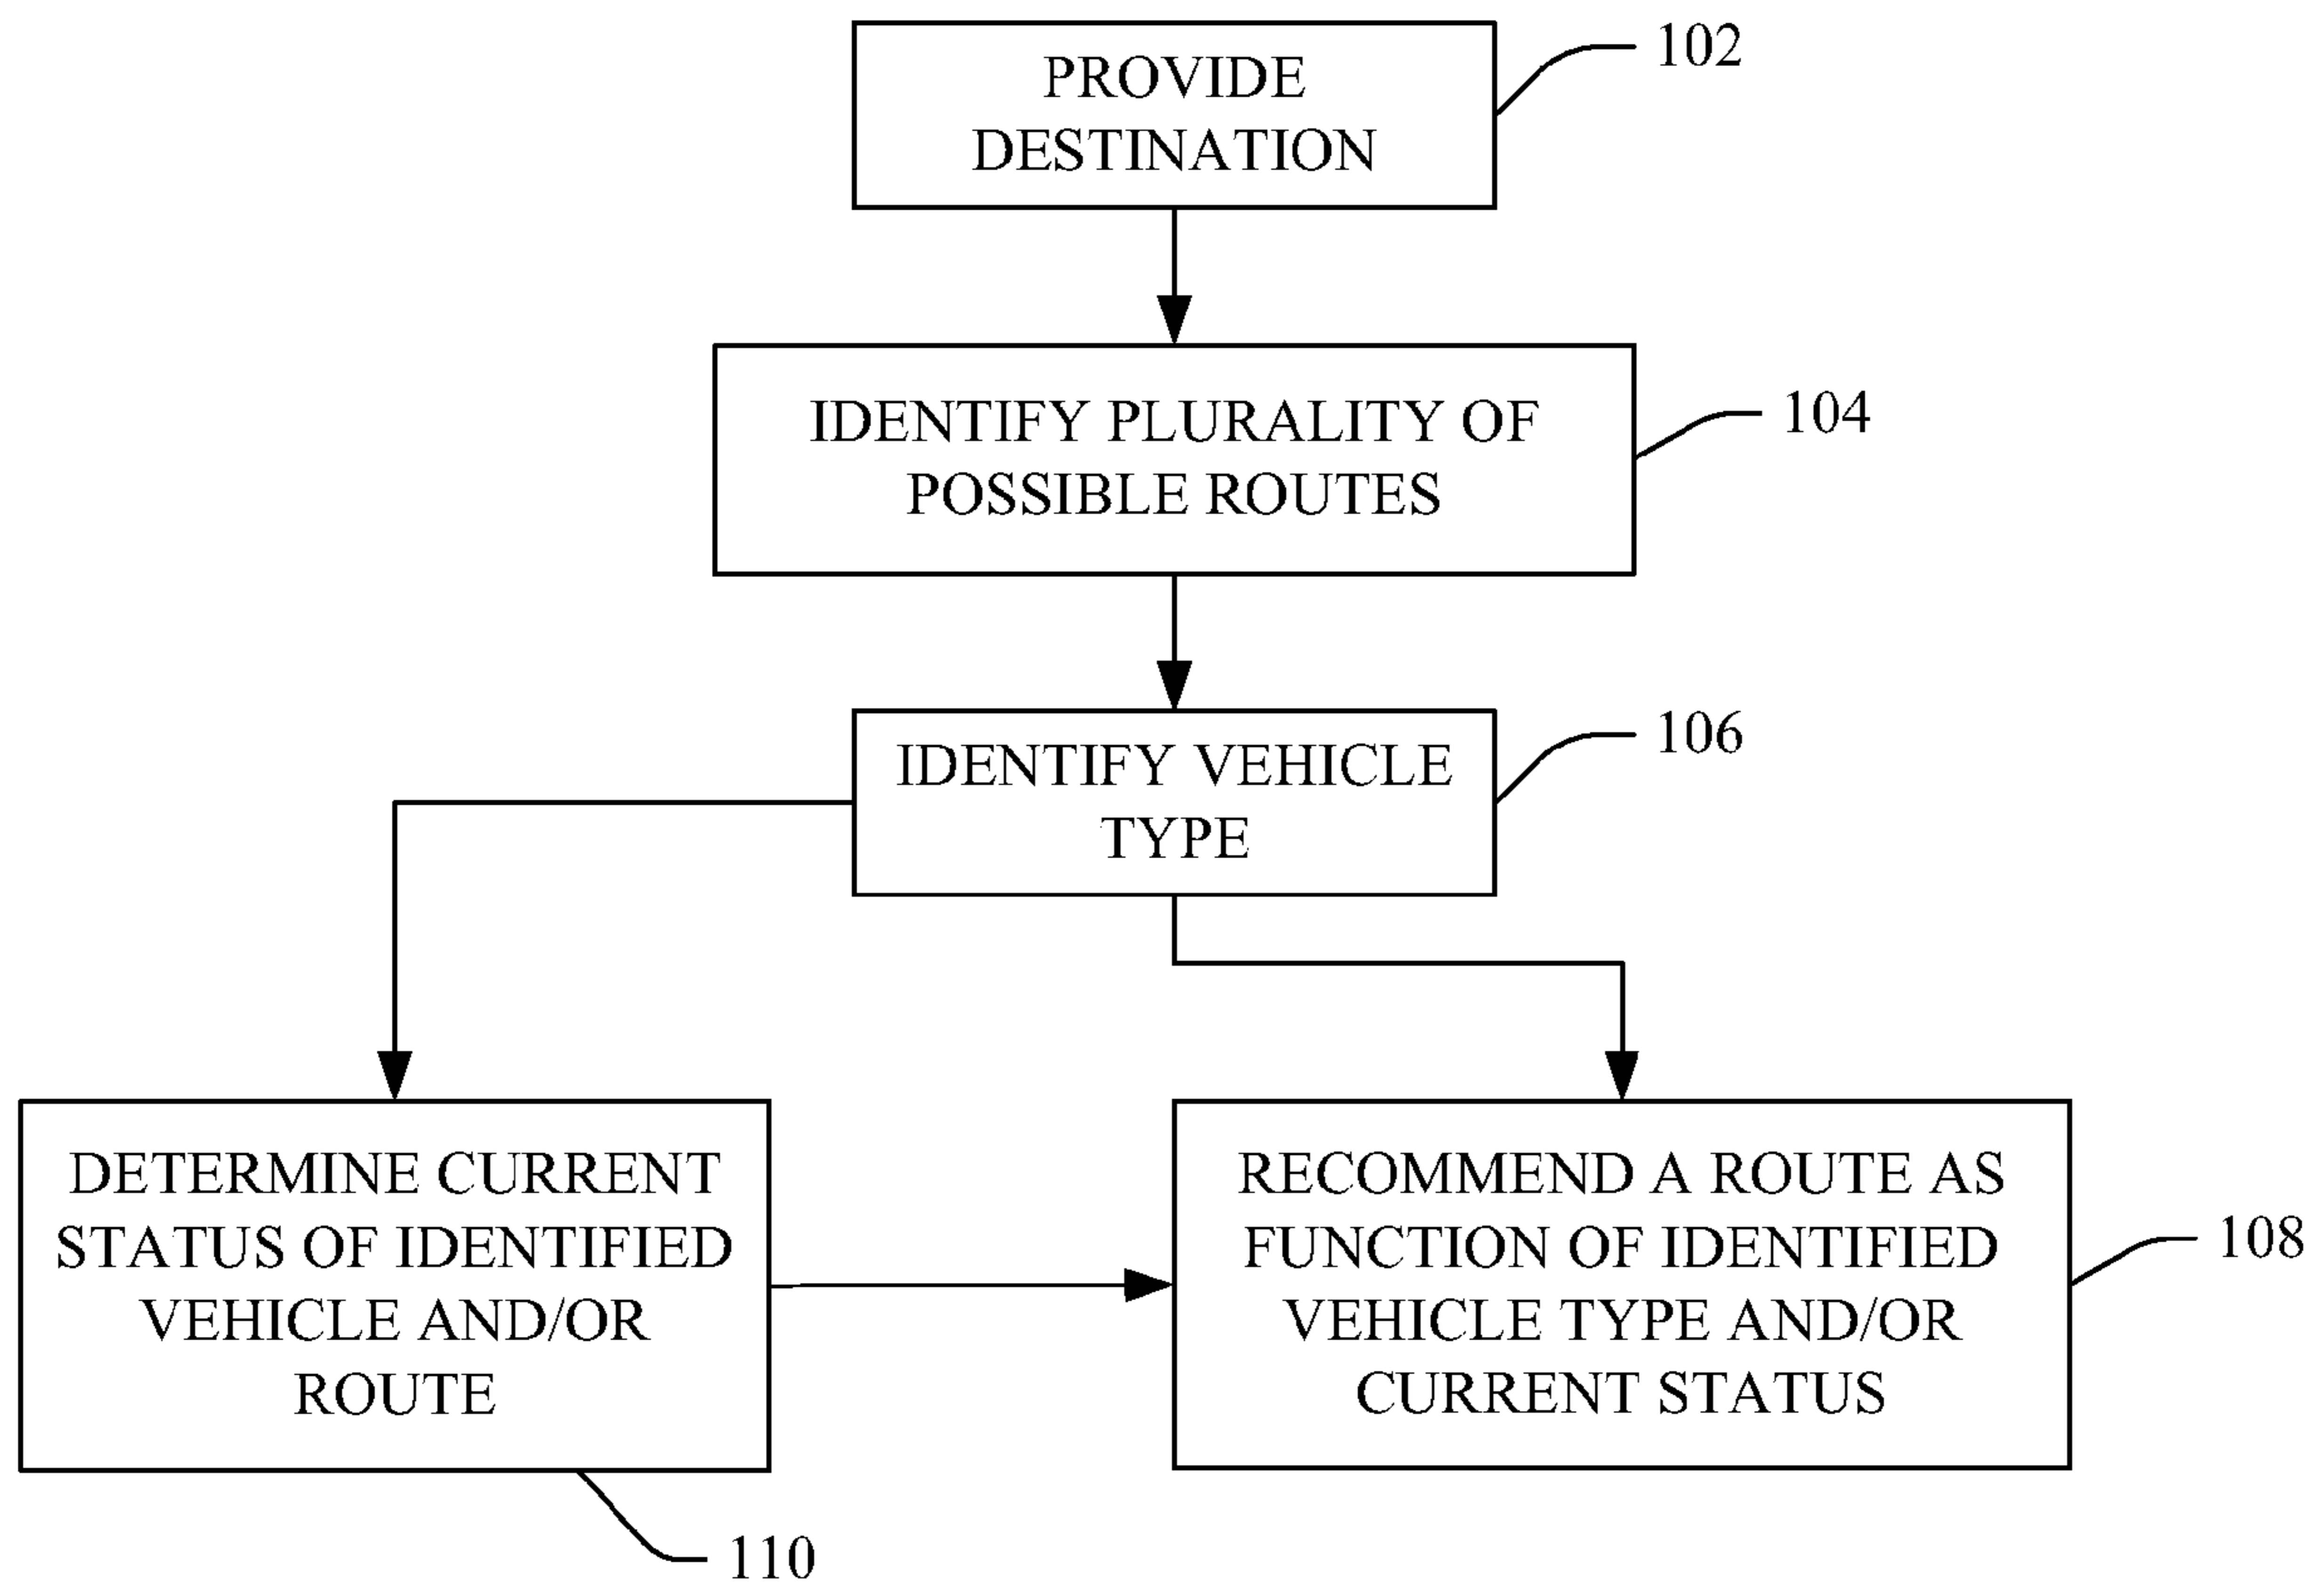 PROVIDE
DESTINATION
102
IDENTIFY PLURALITY OF
POSSIBLE ROUTES
104
IDENTIFY VEHICLE
TYPE
106
DETERMINE CURRENT
STATUS OF IDENTIFIED
VEHICLE AND/OR
ROUTE
110
RECOMMEND A ROUTE AS
FUNCTION OF IDENTIFIED
VEHICLE TYPE AND/OR
CURRENT STATUS
108